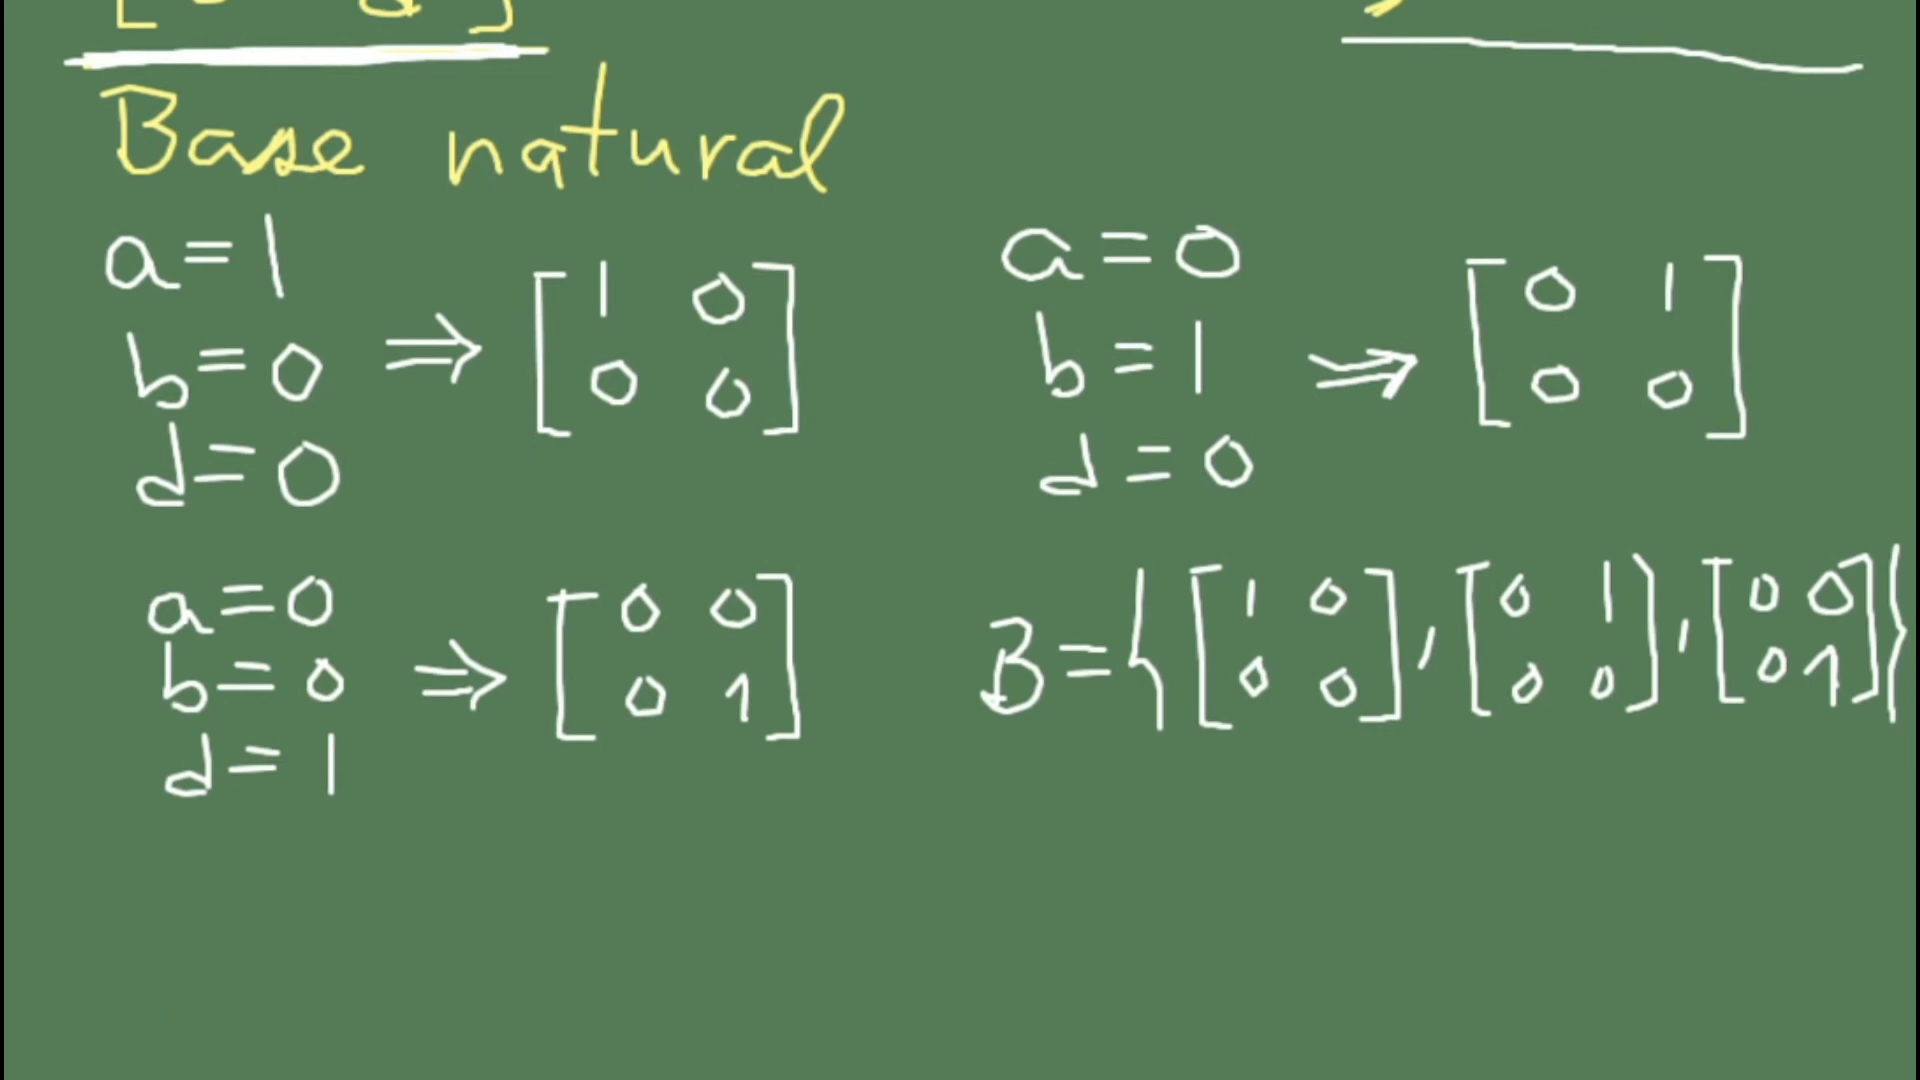 Base natural
a=1
b=0 ⇒ [1 0
0 0]
d=0
a=0
b=1 ⇒ [0 1
0 0]
d=0
a=0
b=0 ⇒ [0 0
0 1]
d=1
B={[1 0
0 0], [0 1
0 0], [0 0
0 1]}